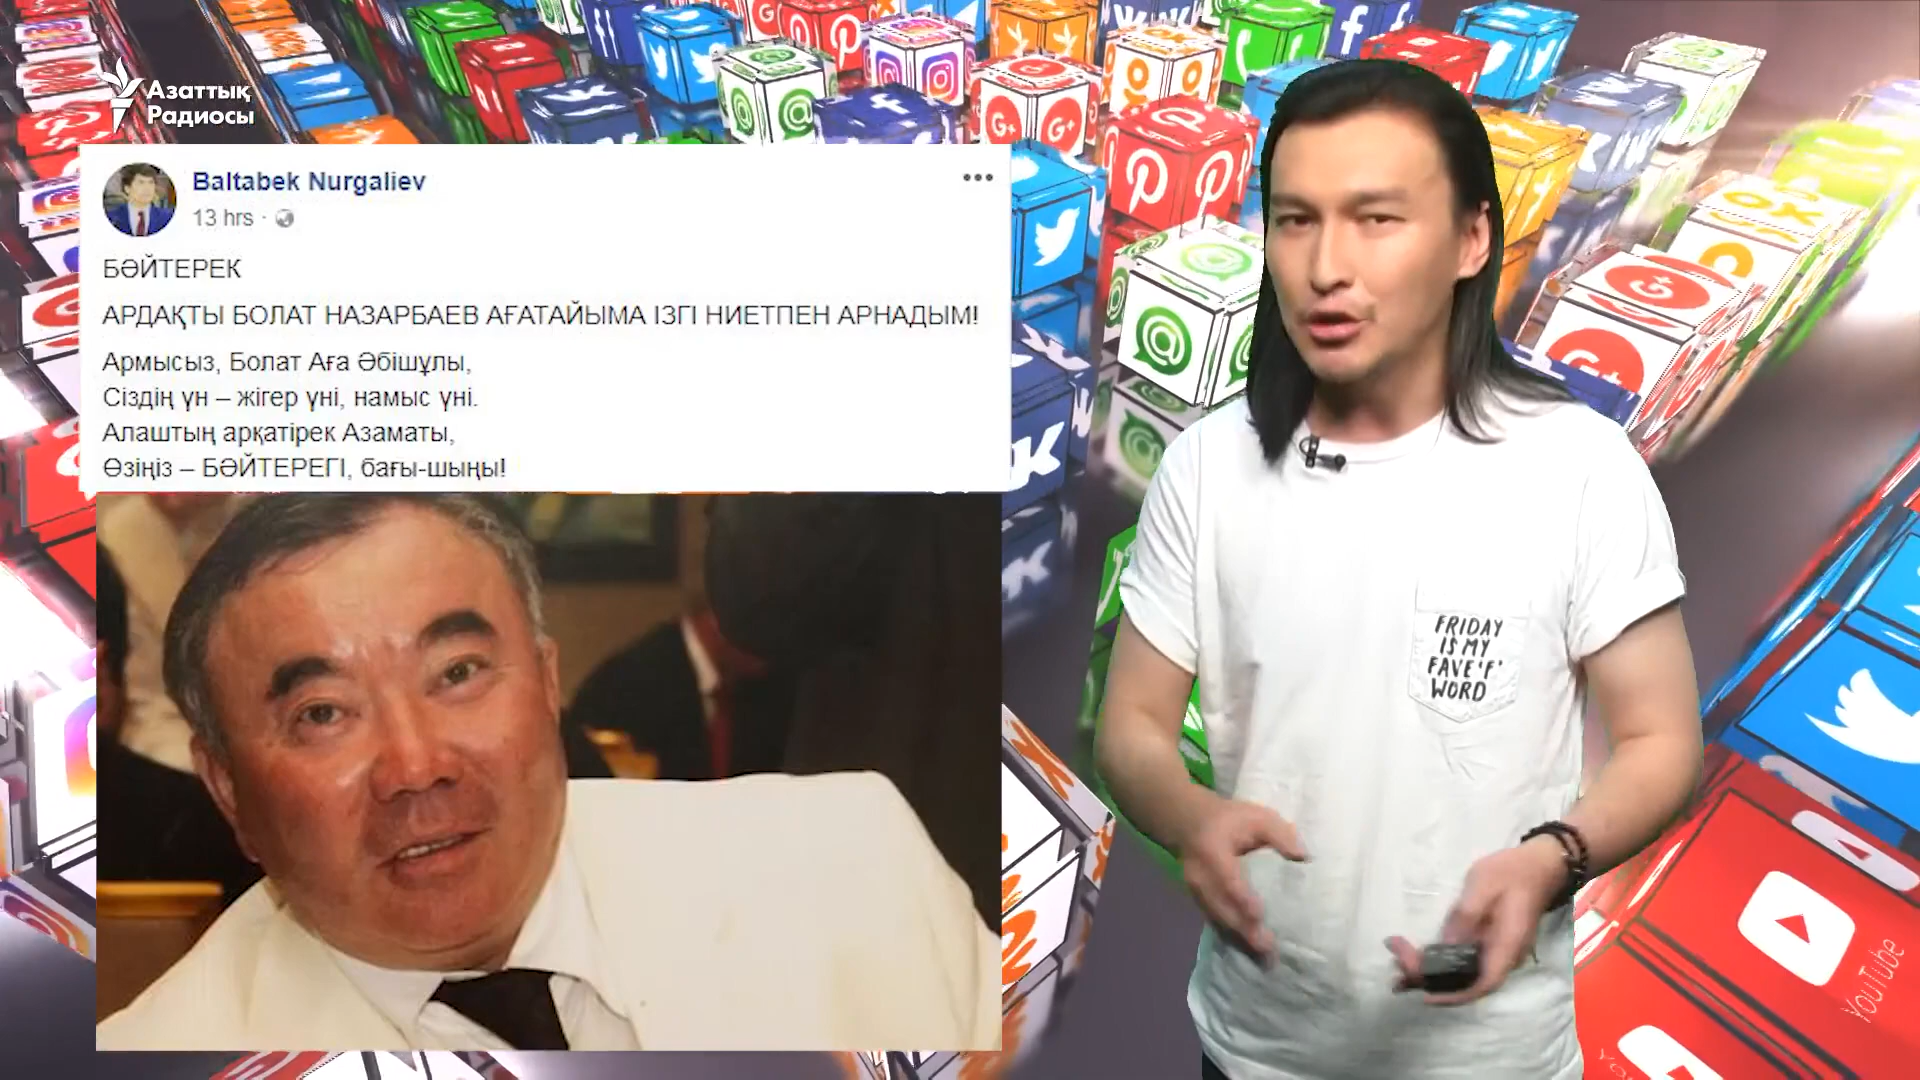 Азаттық
Радиосы
Baltabek Nurgaliev
13 hrs ·
БӘЙТЕРЕК
АРДАҚТЫ БОЛАТ НАЗАРБАЕВ АҒАТАЙЫМА ІЗГІ НИЕТПЕН АРНАДЫМ!
Армысыз, Болат Аға Әбішұлы,
Сіздің үн – жігер үні, намыс үні.
Алаштың арқатірек Азаматы,
Өзіңіз – БӘЙТЕРЕГІ, бағы-шыңы!
FRIDAY
IS MY
FAVE 'F'
WORD
YouTube